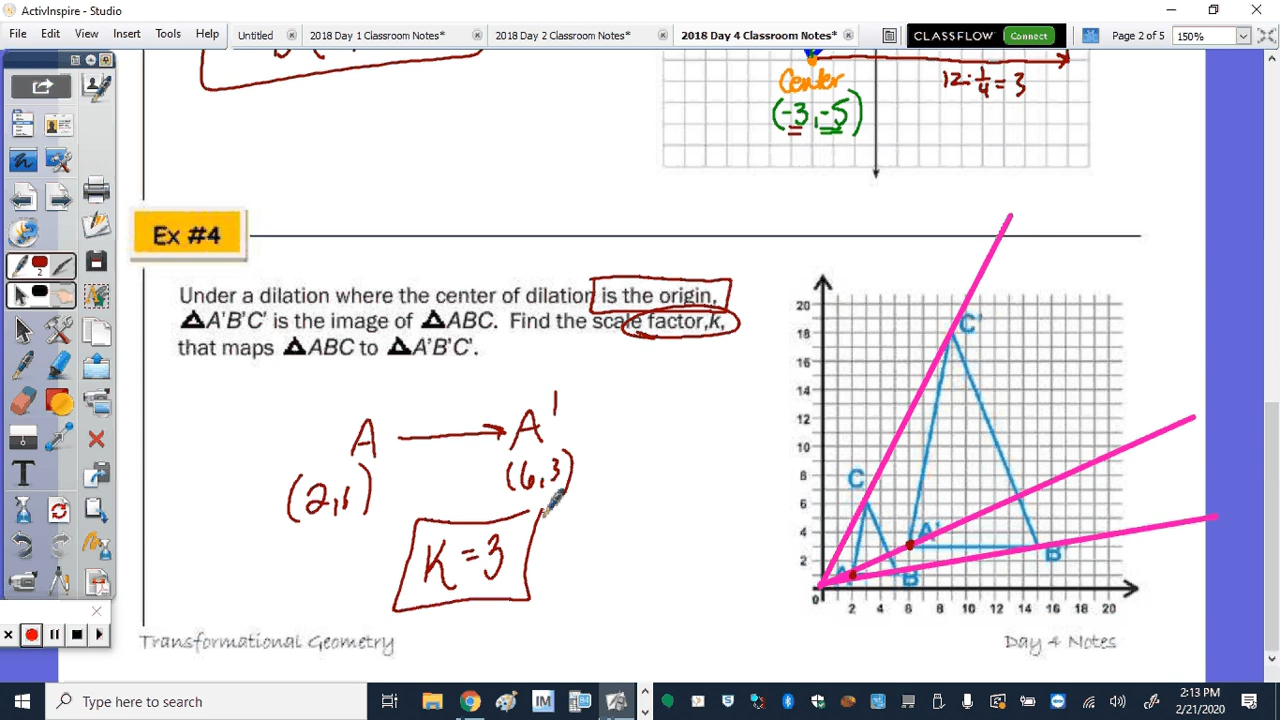 ActivInspire - Studio
File Edit View Insert Tools Help Untitled 2018 Day 1 Classroom Notes* 2018 Day 2 Classroom Notes* 2018 Day 4 Classroom Notes* CLASSFLOW Connect Page 2 of 5 150%
Center
12 · 1/4 = 3
(-3, -5)
Ex #4
Under a dilation where the center of dilation is the origin,
△A'B'C' is the image of △ABC. Find the scale factor,k,
that maps △ABC to △A'B'C'.
A → A'
(2,1) (6,3)
K = 3
20
18
16
14
12
10
8
6
4
2
0 2 4 6 8 10 12 14 16 18 20
C'
C
A'
B'
A
B
Transformational Geometry
Day 4 Notes
2
T
Type here to search
IM
2:13 PM
2/21/2020